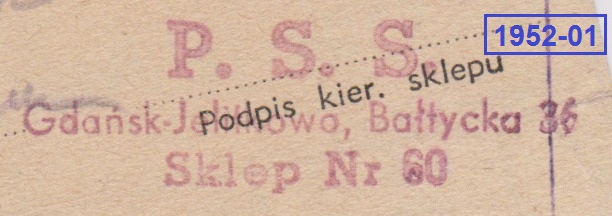 1952-01
P. S. S.
Podpis kier. sklepu
Gdańsk-Jelitkowo, Bałtycka 36
Sklep Nr 60